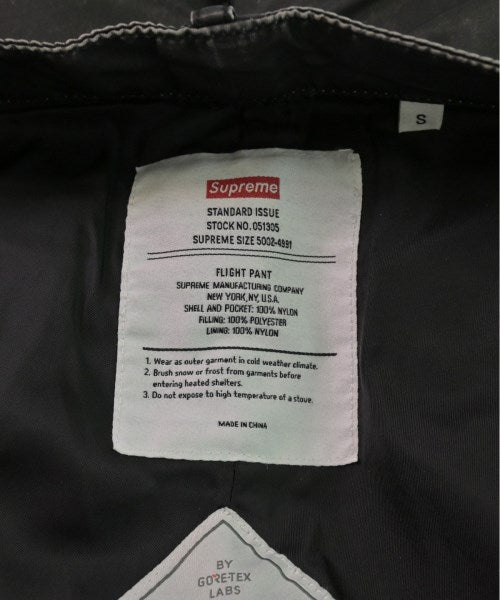 S
Supreme
STANDARD ISSUE
STOCK NO. 051305
SUPREME SIZE 5002-4991
FLIGHT PANT
SUPREME MANUFACTURING COMPANY
NEW YORK, NY, U.S.A.
SHELL AND POCKET: 100% NYLON
FILLING: 100% POLYESTER
LINING: 100% NYLON
1. Wear as outer garment in cold weather climate.
2. Brush snow or frost from garments before
entering heated shelters.
3. Do not expose to high temperature of a stove.
MADE IN CHINA
BY
GORE-TEX
LABS